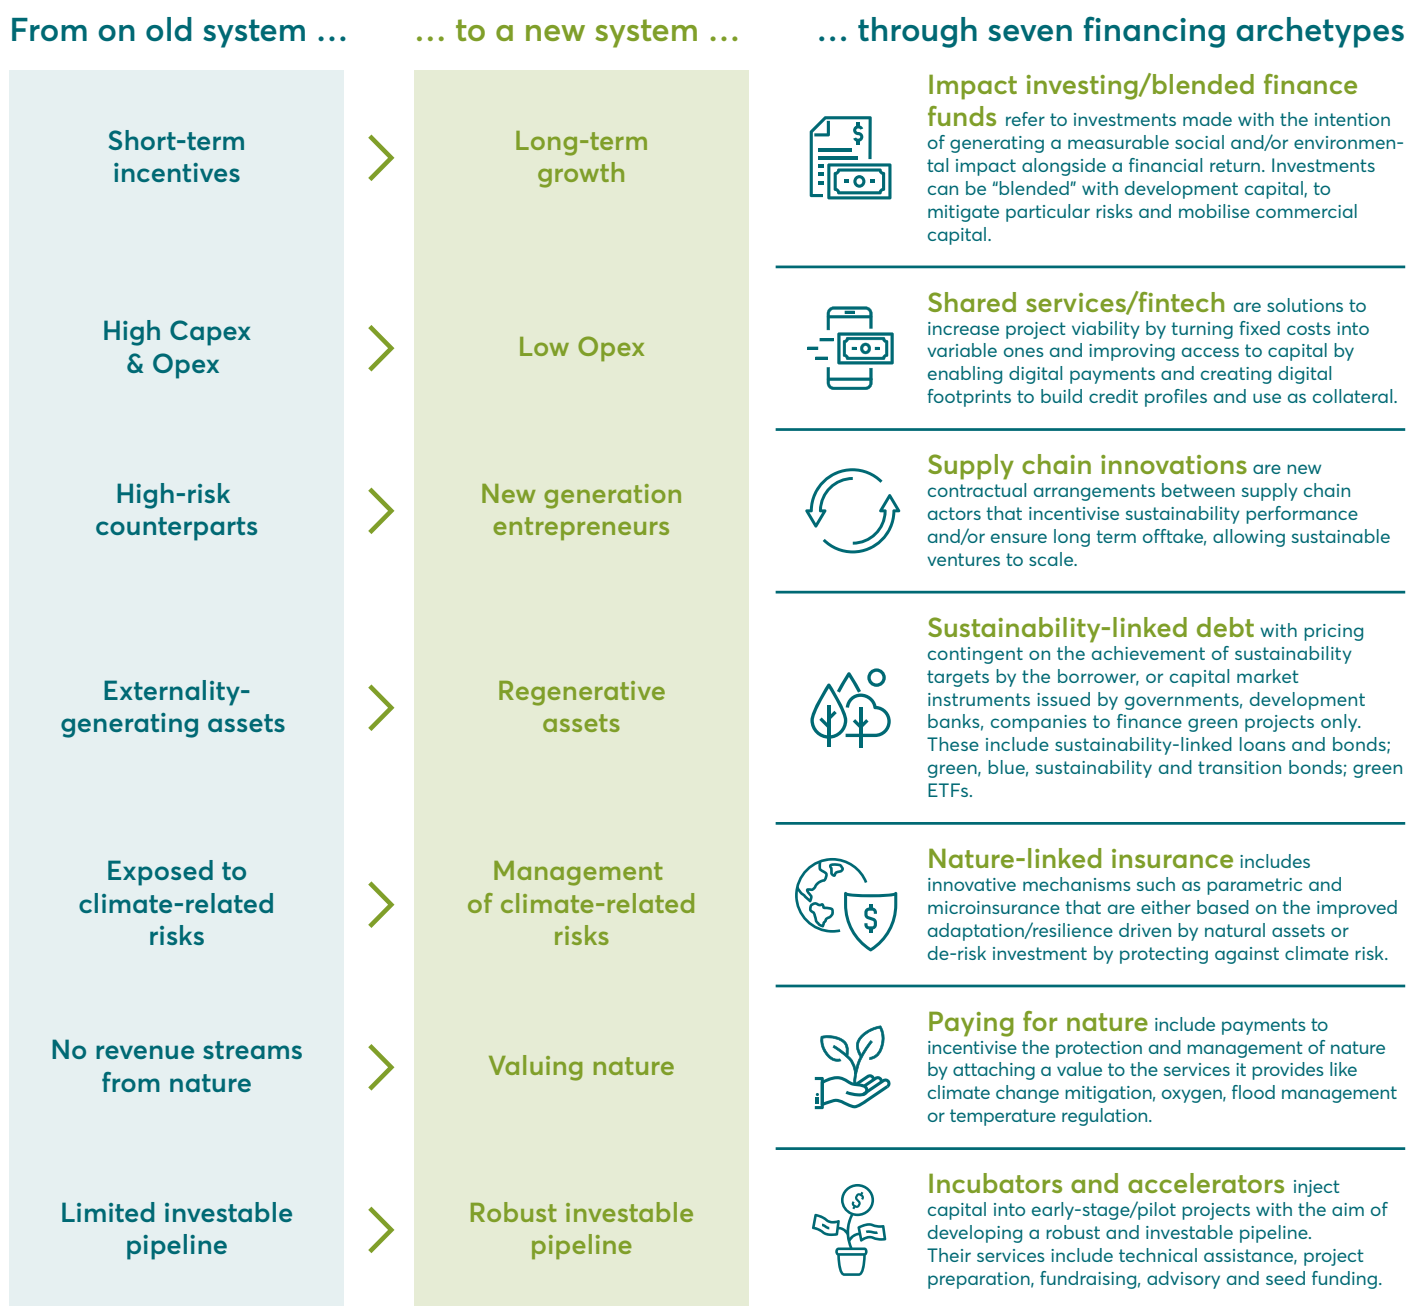 From on old system ...
... to a new system ...
... through seven financing archetypes
Short-term
incentives
Long-term
growth
Impact investing/blended finance
funds refer to investments made with the intention
of generating a measurable social and/or environmen-
tal impact alongside a financial return. Investments
can be “blended” with development capital, to
mitigate particular risks and mobilise commercial
capital.
High Capex
& Opex
Low Opex
Shared services/fintech are solutions to
increase project viability by turning fixed costs into
variable ones and improving access to capital by
enabling digital payments and creating digital
footprints to build credit profiles and use as collateral.
High-risk
counterparts
New generation
entrepreneurs
Supply chain innovations are new
contractual arrangements between supply chain
actors that incentivise sustainability performance
and/or ensure long term offtake, allowing sustainable
ventures to scale.
Externality-
generating assets
Regenerative
assets
Sustainability-linked debt with pricing
contingent on the achievement of sustainability
targets by the borrower, or capital market
instruments issued by governments, development
banks, companies to finance green projects only.
These include sustainability-linked loans and bonds;
green, blue, sustainability and transition bonds; green
ETFs.
Exposed to
climate-related
risks
Management
of climate-related
risks
Nature-linked insurance includes
innovative mechanisms such as parametric and
microinsurance that are either based on the improved
adaptation/resilience driven by natural assets or
de-risk investment by protecting against climate risk.
No revenue streams
from nature
Valuing nature
Paying for nature include payments to
incentivise the protection and management of nature
by attaching a value to the services it provides like
climate change mitigation, oxygen, flood management
or temperature regulation.
Limited investable
pipeline
Robust investable
pipeline
Incubators and accelerators inject
capital into early-stage/pilot projects with the aim of
developing a robust and investable pipeline.
Their services include technical assistance, project
preparation, fundraising, advisory and seed funding.